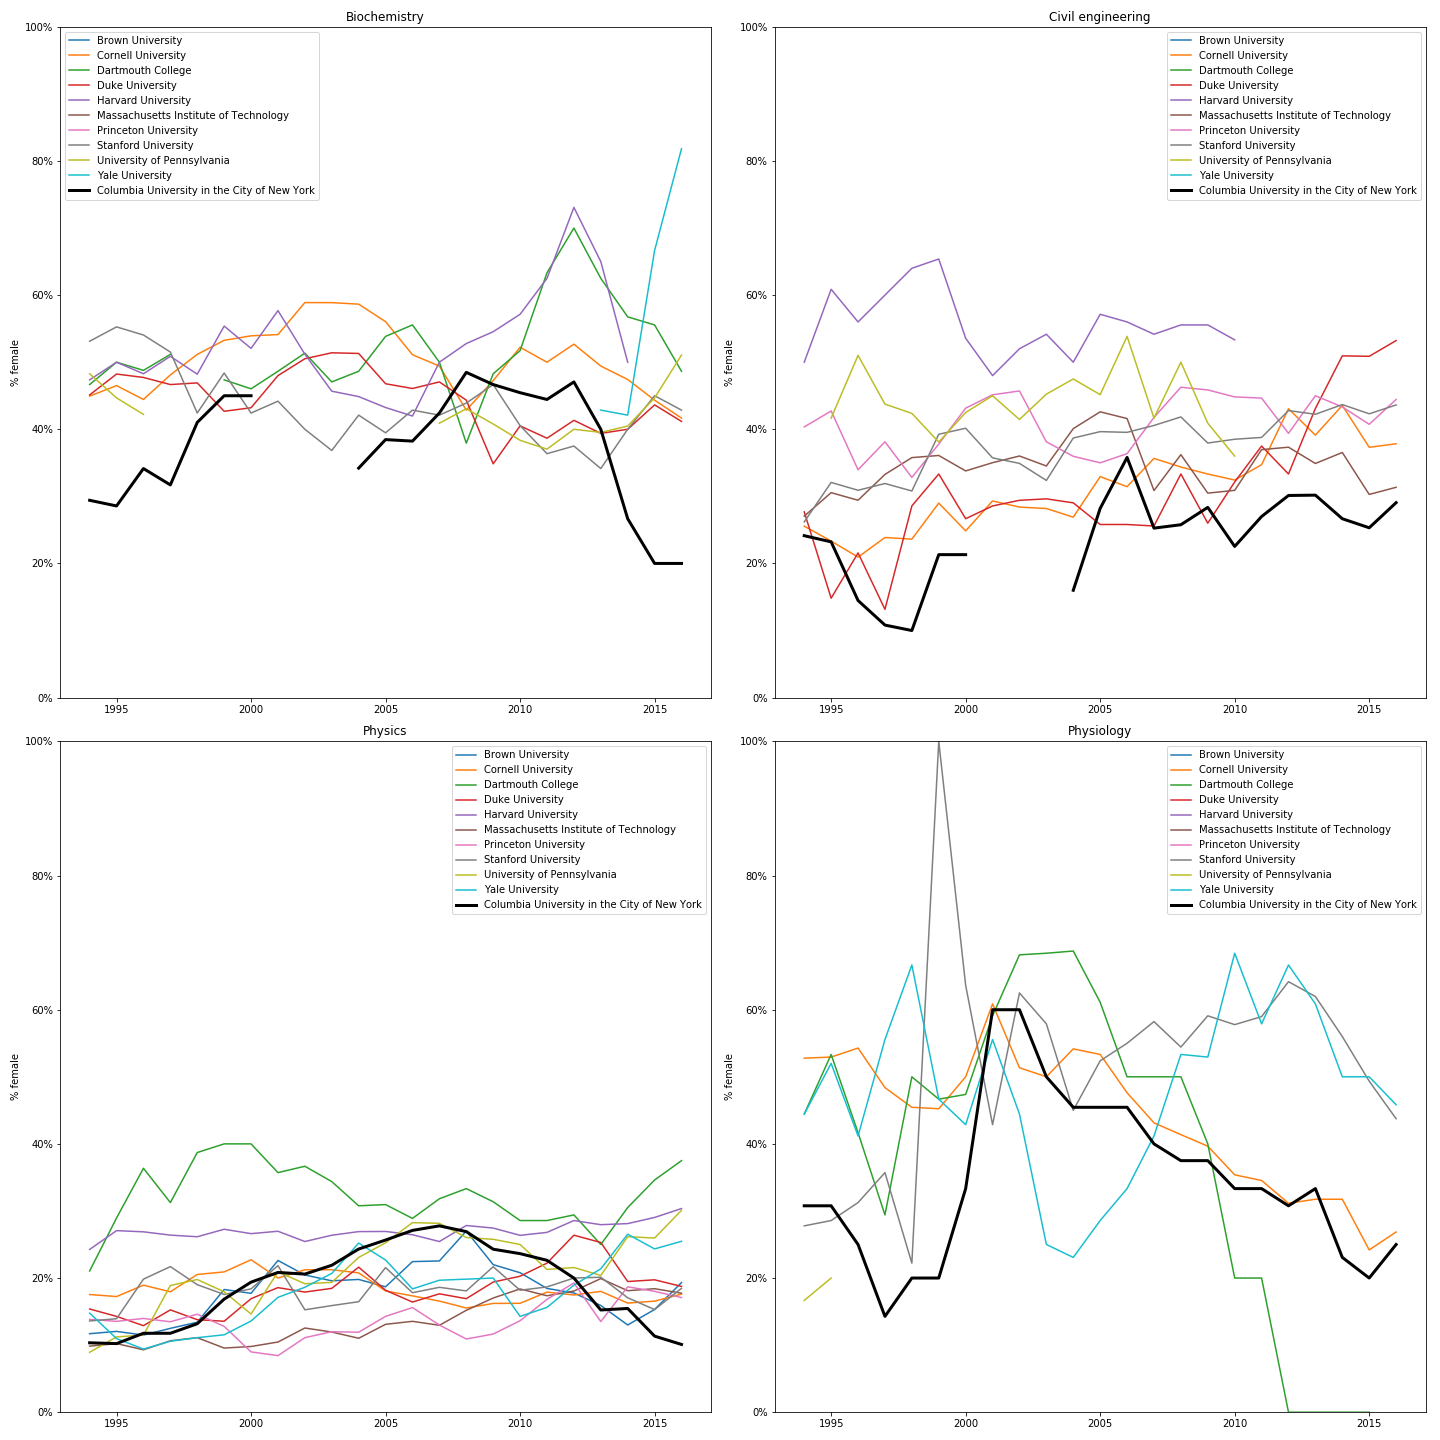 Biochemistry
100%
80%
60%
40%
20%
0%
% female
Brown University
Cornell University
Dartmouth College
Duke University
Harvard University
Massachusetts Institute of Technology
Princeton University
Stanford University
University of Pennsylvania
Yale University
Columbia University in the City of New York
1995 2000 2005 2010 2015
Civil engineering
100%
80%
60%
40%
20%
0%
% female
Brown University
Cornell University
Dartmouth College
Duke University
Harvard University
Massachusetts Institute of Technology
Princeton University
Stanford University
University of Pennsylvania
Yale University
Columbia University in the City of New York
1995 2000 2005 2010 2015
Physics
100%
80%
60%
40%
20%
0%
% female
Brown University
Cornell University
Dartmouth College
Duke University
Harvard University
Massachusetts Institute of Technology
Princeton University
Stanford University
University of Pennsylvania
Yale University
Columbia University in the City of New York
1995 2000 2005 2010 2015
Physiology
100%
80%
60%
40%
20%
0%
% female
Brown University
Cornell University
Dartmouth College
Duke University
Harvard University
Massachusetts Institute of Technology
Princeton University
Stanford University
University of Pennsylvania
Yale University
Columbia University in the City of New York
1995 2000 2005 2010 2015